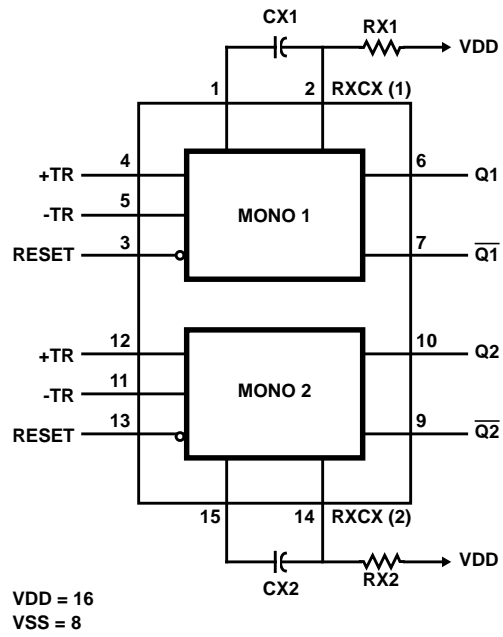 CX1
RX1
VDD
1
2
RXCX (1)
4
+TR
6
Q1
5
-TR
MONO 1
3
RESET
7
Q1
12
+TR
10
Q2
11
-TR
MONO 2
13
RESET
9
Q2
15
14
RXCX (2)
CX2
RX2
VDD
VDD = 16
VSS = 8